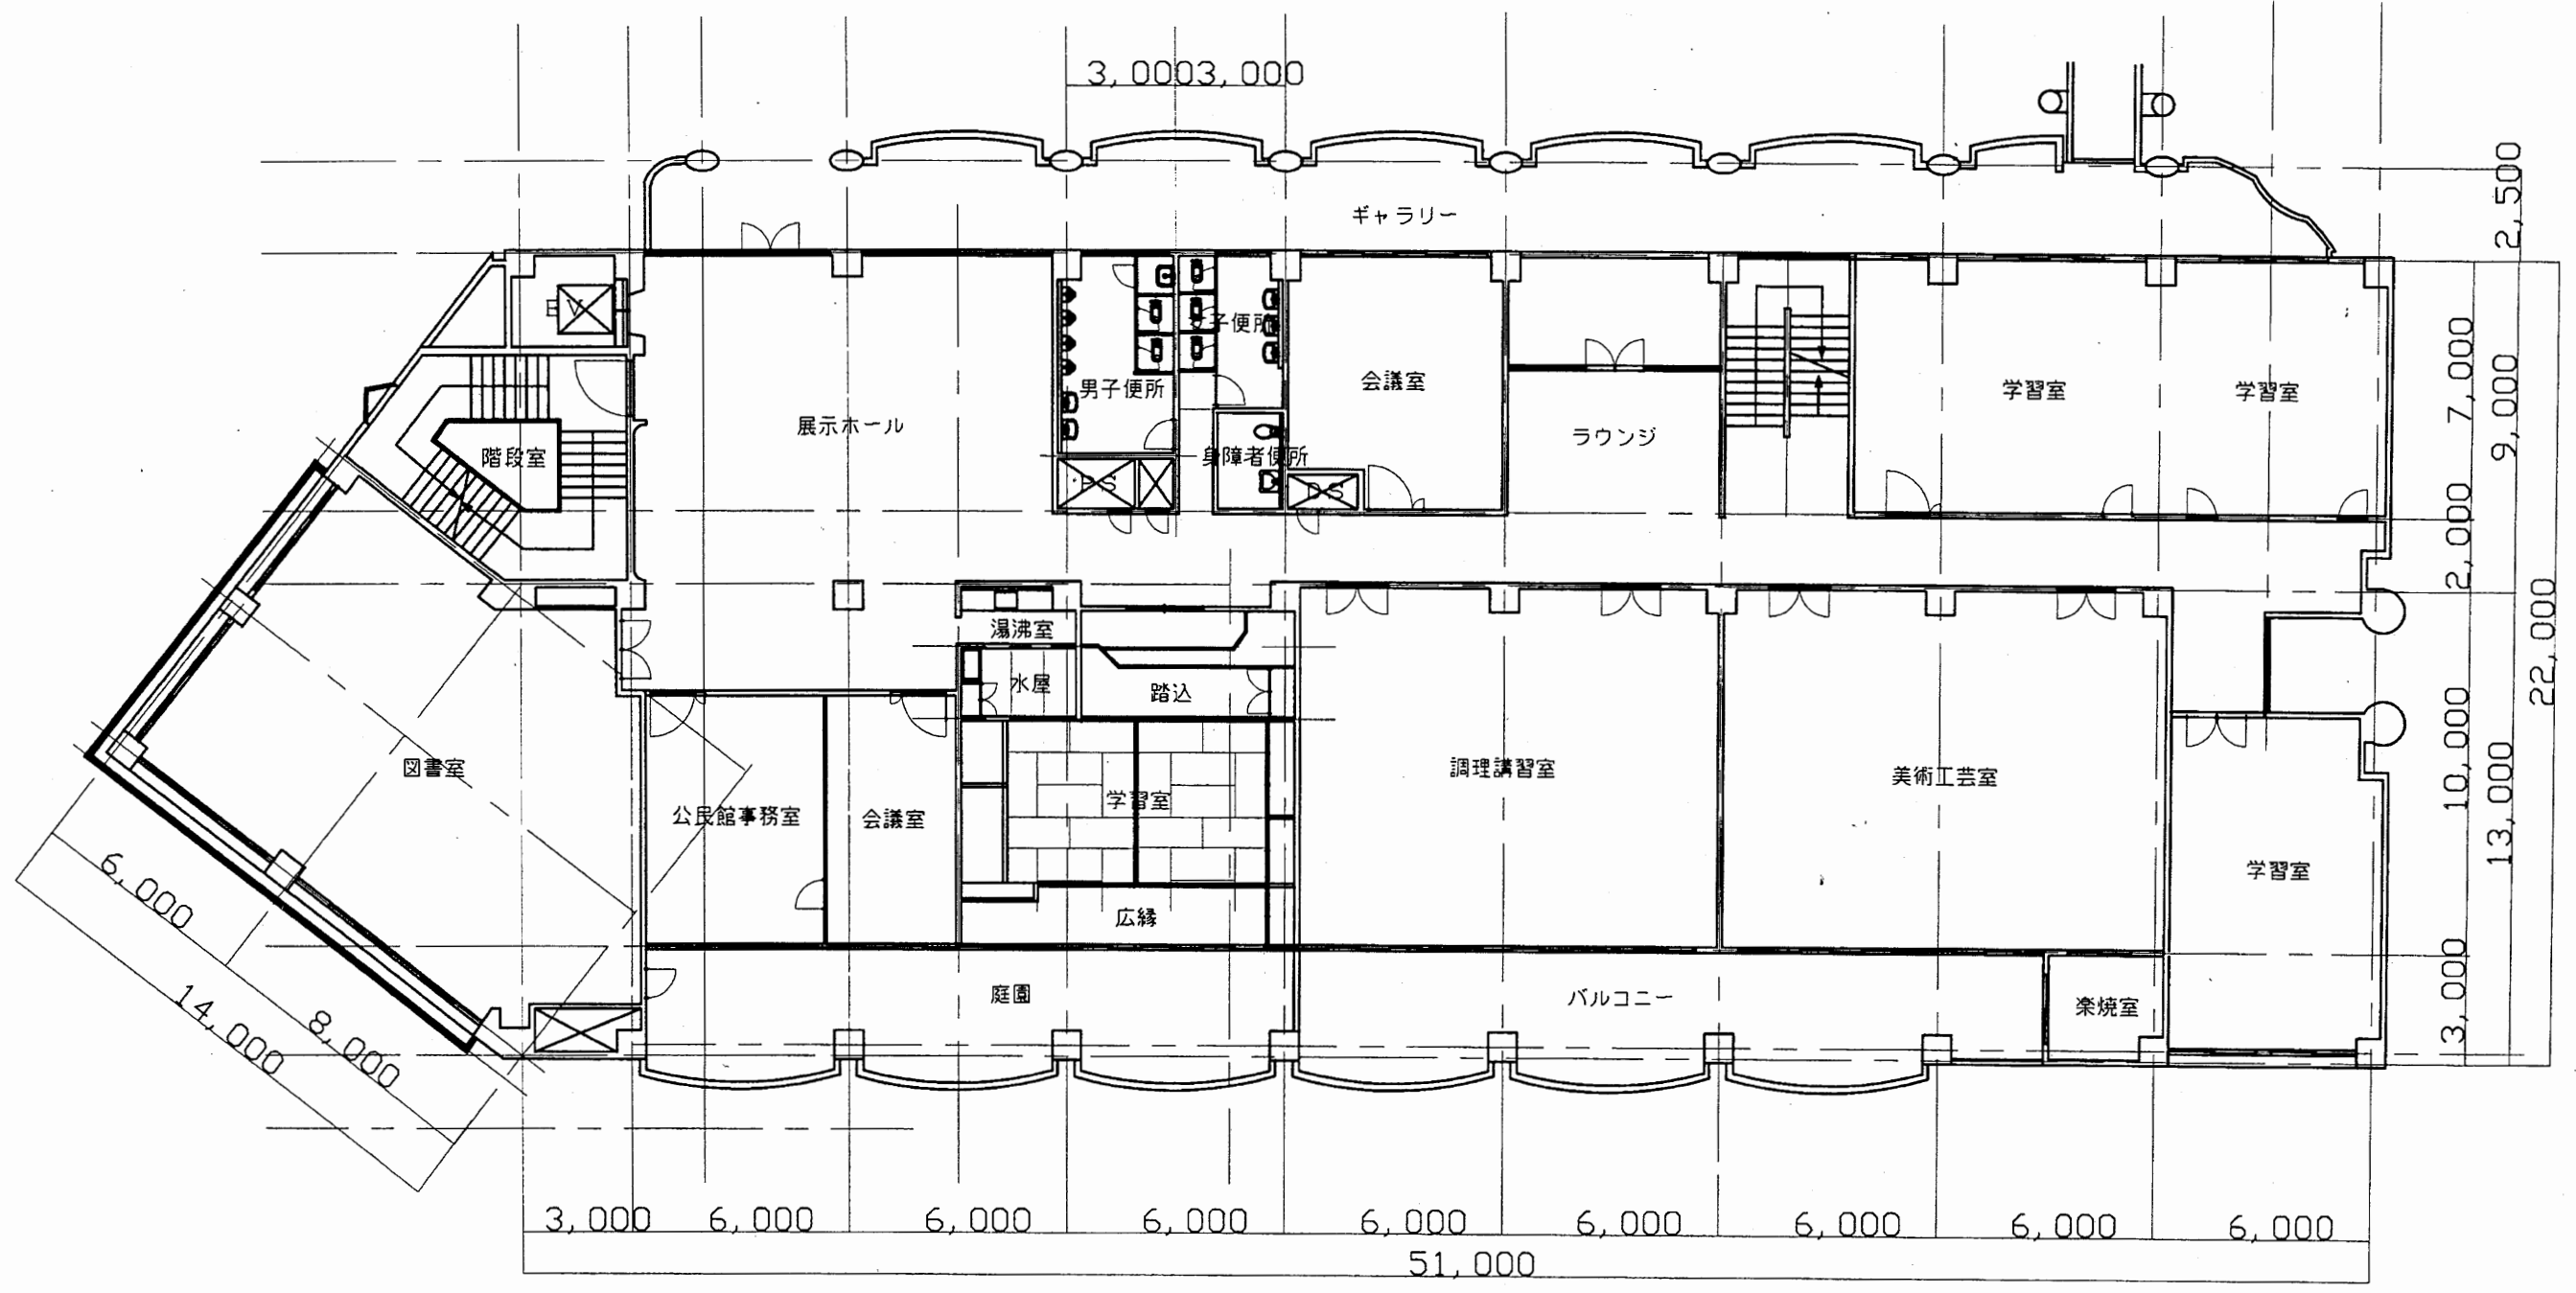 3,000
3,000
2,500
ギャラリー
EV
女子便所
男子便所
会議室
学習室
学習室
展示ホール
ラウンジ
階段室
身障者便所
PS
DS
7,000
9,000
2,000
22,000
湯沸室
水屋
踏込
図書室
調理講習室
美術工芸室
学習室
公民館事務室
会議室
10,000
13,000
学習室
広縁
6,000
庭園
バルコニー
楽焼室
3,000
14,000
8,000
3,000
6,000
6,000
6,000
6,000
6,000
6,000
6,000
6,000
51,000